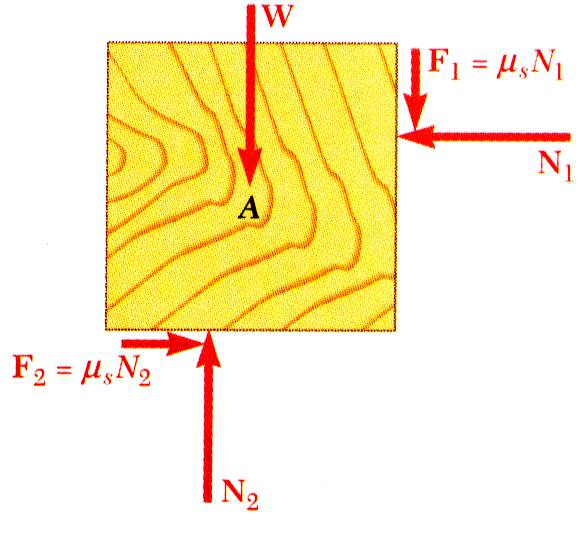 W
F₁ = μₛN₁
N₁
A
F₂ = μₛN₂
N₂